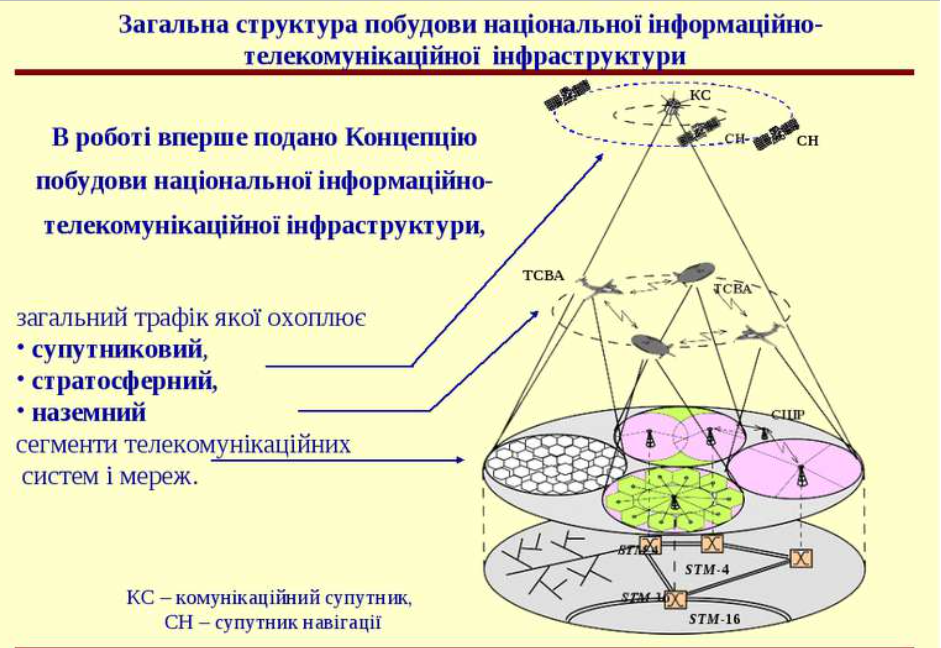 Загальна структура побудови національної інформаційно-
телекомунікаційної інфраструктури
КС
СН
СН
В роботі вперше подано Концепцію
побудови національної інформаційно-
телекомунікаційної інфраструктури,
ТСВА
ТСВА
загальний трафік якої охоплює
• супутниковий,
• стратосферний,
• наземний
сегменти телекомунікаційних
систем і мереж.
СШР
STM-4
STM-4
STM-16
STM-16
КС – комунікаційний супутник,
СН – супутник навігації